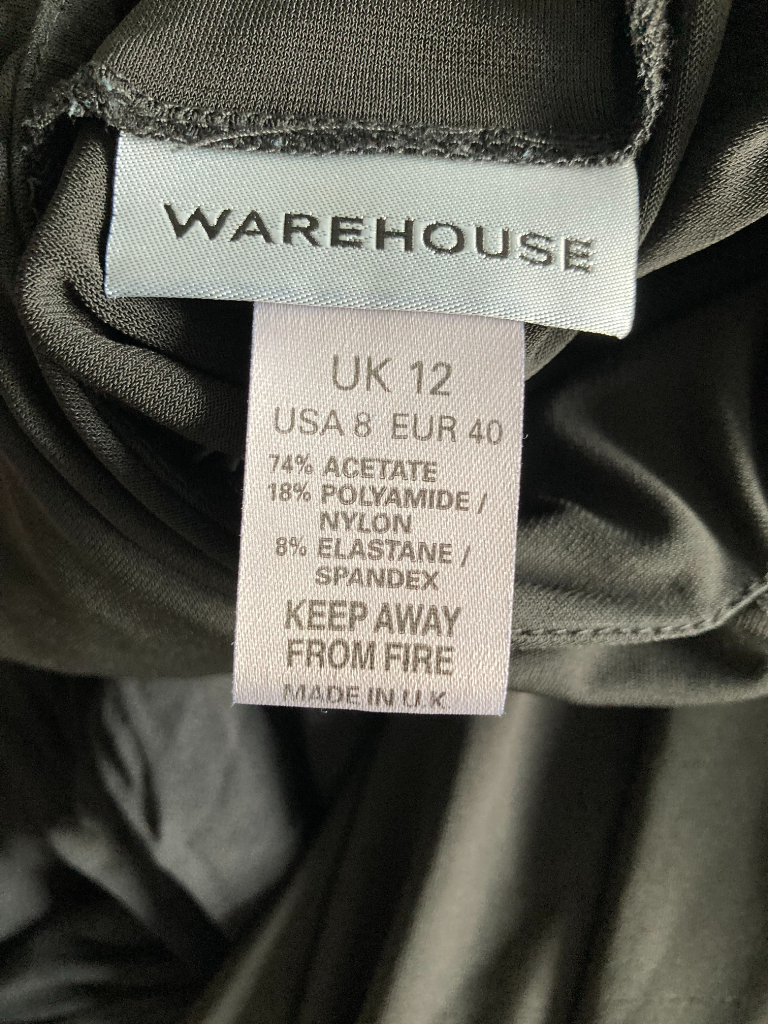 WAREHOUSE
UK 12
USA 8 EUR 40
74% ACETATE
18% POLYAMIDE /
NYLON
8% ELASTANE /
SPANDEX
KEEP AWAY
FROM FIRE
MADE IN U.K